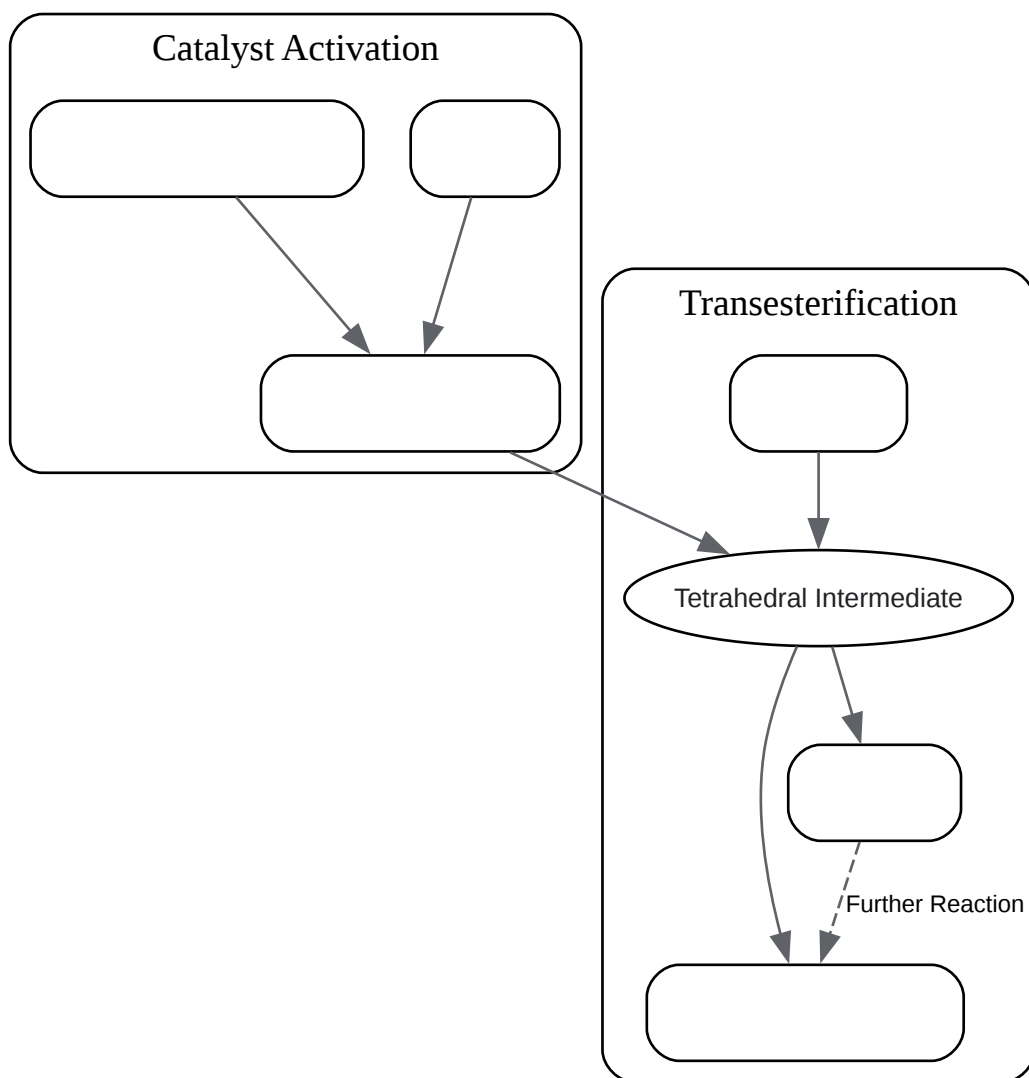 Catalyst Activation
Transesterification
Tetrahedral Intermediate
Further Reaction